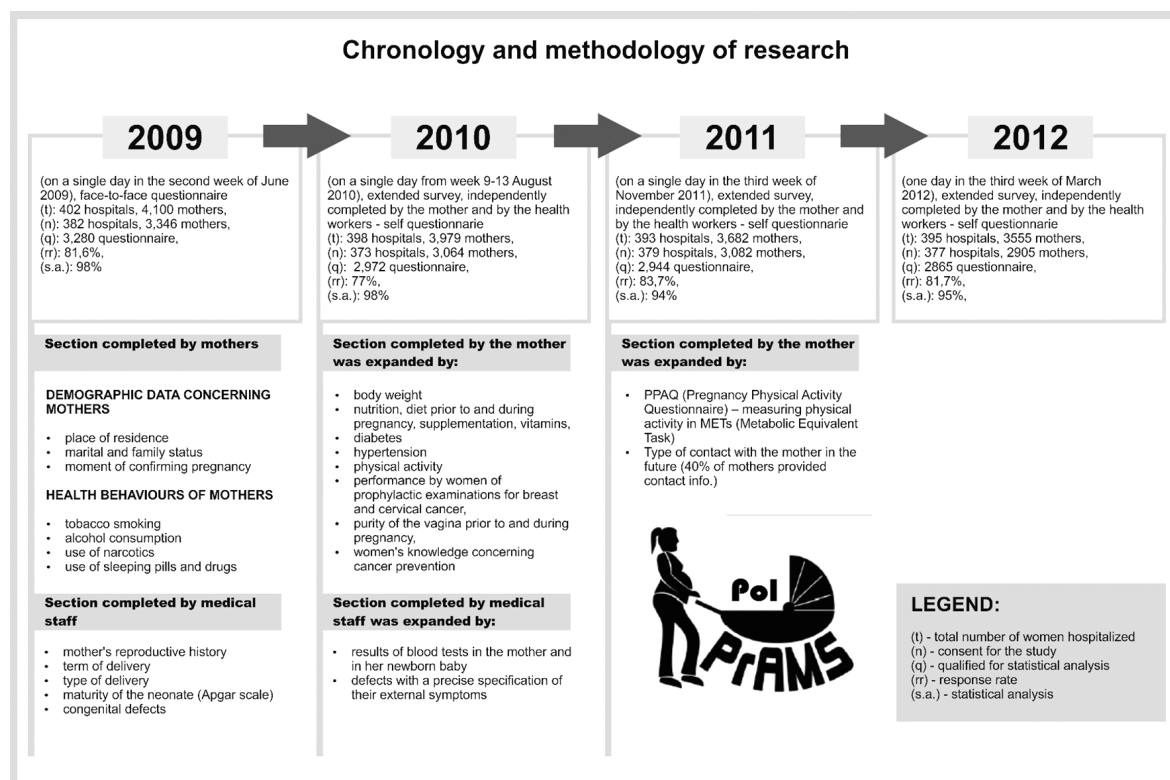 Chronology and methodology of research
2009
(on a single day in the second week of June
2009), face-to-face questionnaire
(t): 402 hospitals, 4,100 mothers,
(n): 382 hospitals, 3,346 mothers,
(q): 3,280 questionnaire,
(rr): 81,6%,
(s.a.): 98%
Section completed by mothers
DEMOGRAPHIC DATA CONCERNING
MOTHERS
• place of residence
• marital and family status
• moment of confirming pregnancy
HEALTH BEHAVIOURS OF MOTHERS
• tobacco smoking
• alcohol consumption
• use of narcotics
• use of sleeping pills and drugs
Section completed by medical
staff
• mother's reproductive history
• term of delivery
• type of delivery
• maturity of the neonate (Apgar scale)
• congenital defects
2010
(on a single day from week 9-13 August
2010), extended survey, independently
completed by the mother and by the health
workers - self questionarie
(t): 398 hospitals, 3,979 mothers,
(n): 373 hospitals, 3,064 mothers,
(q): 2,972 questionnaire,
(rr): 77%,
(s.a.): 98%
Section completed by the mother
was expanded by:
• body weight
• nutrition, diet prior to and during
pregnancy, supplementation, vitamins,
• diabetes
• hypertension
• physical activity
• performance by women of
prophylactic examinations for breast
and cervical cancer,
• purity of the vagina prior to and during
pregnancy,
• women's knowledge concerning
cancer prevention
Section completed by medical
staff was expanded by:
• results of blood tests in the mother and
in her newborn baby
• defects with a precise specification of
their external symptoms
2011
(on a single day in the third week of
November 2011), extended survey,
independently completed by the mother and
by the health workers - self questionarie
(t): 393 hospitals, 3,682 mothers,
(n): 379 hospitals, 3,082 mothers,
(q): 2,944 questionnaire,
(rr): 83,7%,
(s.a.): 94%
Section completed by the mother
was expanded by:
• PPAQ (Pregnancy Physical Activity
Questionnaire) – measuring physical
activity in METs (Metabolic Equivalent
Task)
• Type of contact with the mother in the
future (40% of mothers provided
contact info.)
Pol
PrAMS
2012
(one day in the third week of March
2012), extended survey, independently
completed by the mother and by the health
workers - self questionarie
(t): 395 hospitals, 3555 mothers,
(n): 377 hospitals, 2905 mothers,
(q): 2865 questionnaire,
(rr): 81,7%,
(s.a.): 95%,
LEGEND:
(t) - total number of women hospitalized
(n) - consent for the study
(q) - qualified for statistical analysis
(rr) - response rate
(s.a.) - statistical analysis